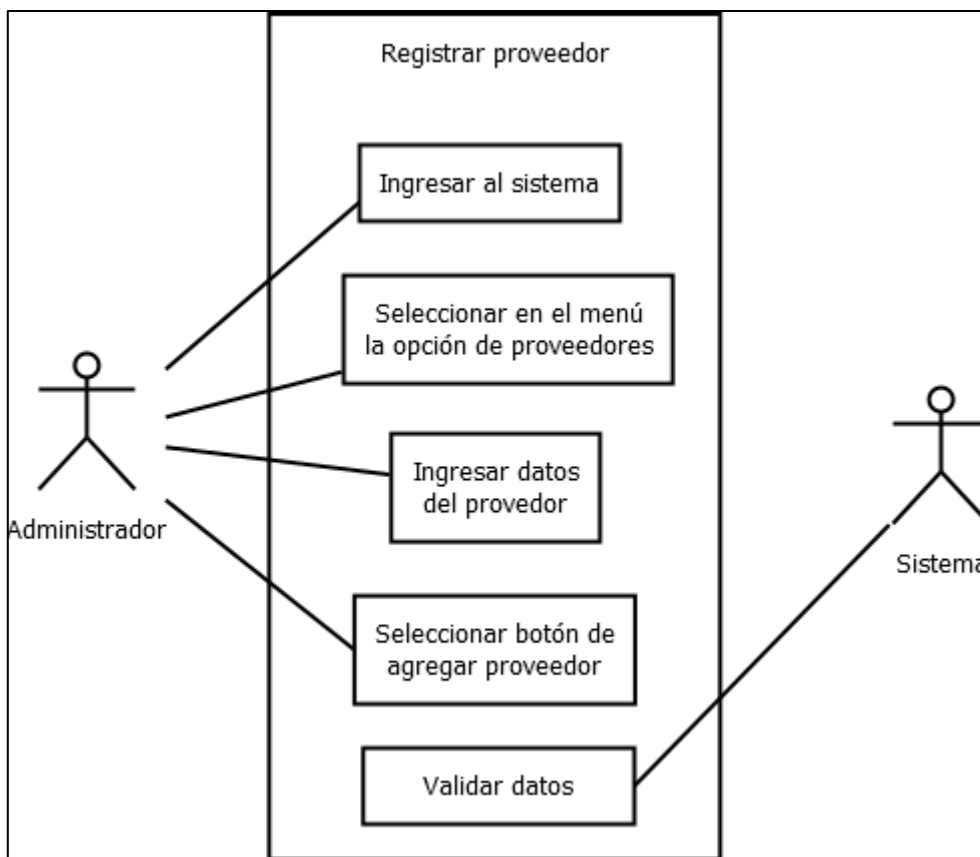 Registrar proveedor
Ingresar al sistema
Seleccionar en el menú
la opción de proveedores
Ingresar datos
del provedor
Administrador
Sistema
Seleccionar botón de
agregar proveedor
Validar datos